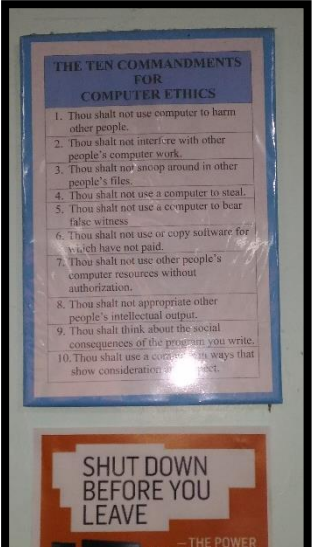 THE TEN COMMANDMENTS
FOR
COMPUTER ETHICS
1. Thou shalt not use computer to harm
other people.
2. Thou shalt not interfere with other
people's computer work.
3. Thou shalt not snoop around in other
people's files.
4. Thou shalt not use a computer to steal.
5. Thou shalt not use a computer to bear
false witness
6. Thou shalt not use or copy software for
which have not paid.
7. Thou shalt not use other people's
computer resources without
authorization.
8. Thou shalt not appropriate other
people's intellectual output.
9. Thou shalt think about the social
consequences of the program you write.
10. Thou shalt use a in ways that
show consideration
SHUT DOWN
BEFORE YOU
LEAVE
– THE POWER